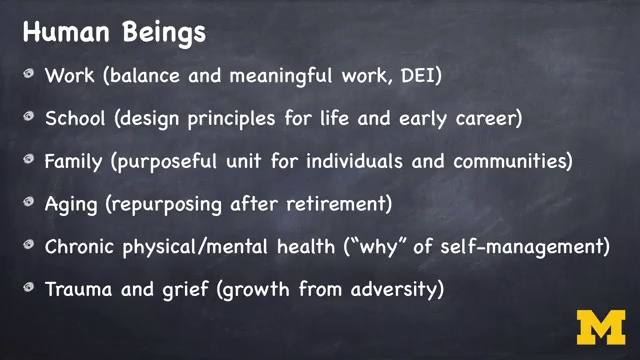 Human Beings
Work (balance and meaningful work, DEI)
School (design principles for life and early career)
Family (purposeful unit for individuals and communities)
Aging (repurposing after retirement)
Chronic physical/mental health (“why” of self-management)
Trauma and grief (growth from adversity)
M